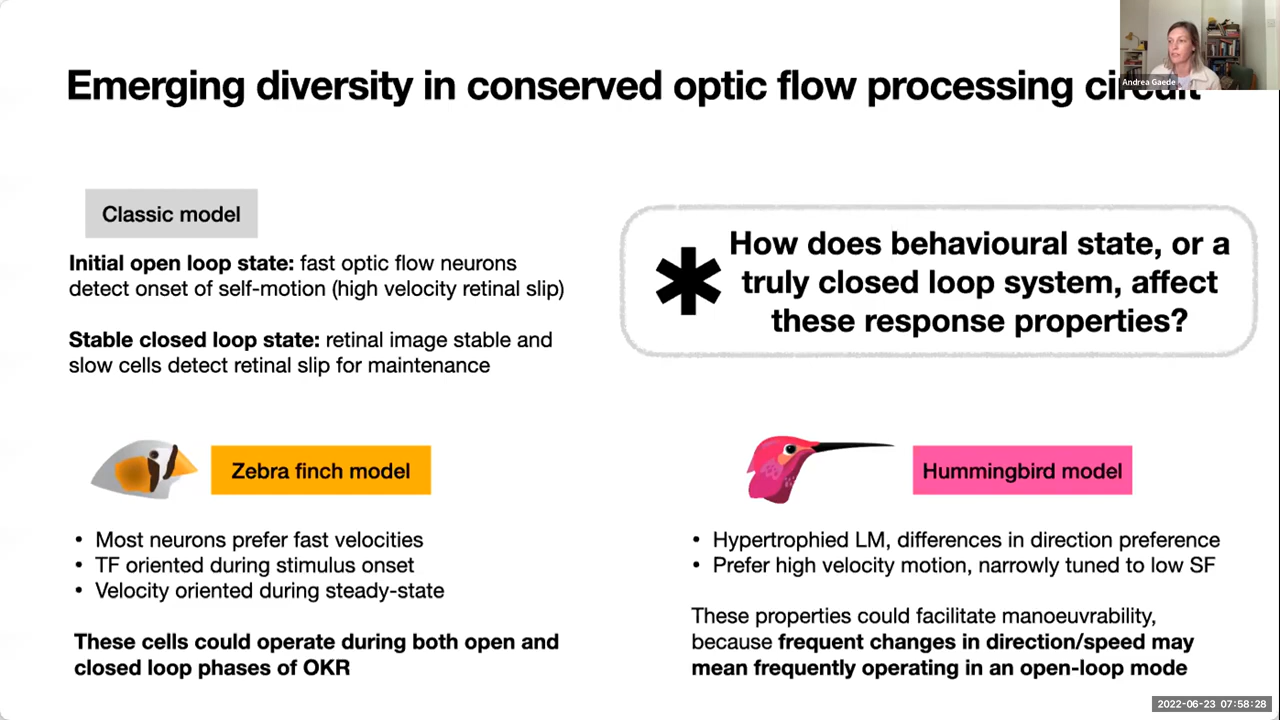 Emerging diversity in conserved optic flow processing circuit
Andrea Gaede
Classic model
Initial open loop state: fast optic flow neurons
detect onset of self-motion (high velocity retinal slip)
Stable closed loop state: retinal image stable and
slow cells detect retinal slip for maintenance
* How does behavioural state, or a
truly closed loop system, affect
these response properties?
Zebra finch model
• Most neurons prefer fast velocities
• TF oriented during stimulus onset
• Velocity oriented during steady-state
These cells could operate during both open and
closed loop phases of OKR
Hummingbird model
• Hypertrophied LM, differences in direction preference
• Prefer high velocity motion, narrowly tuned to low SF
These properties could facilitate manoeuvrability,
because frequent changes in direction/speed may
mean frequently operating in an open-loop mode
2022-06-23 07:58:28